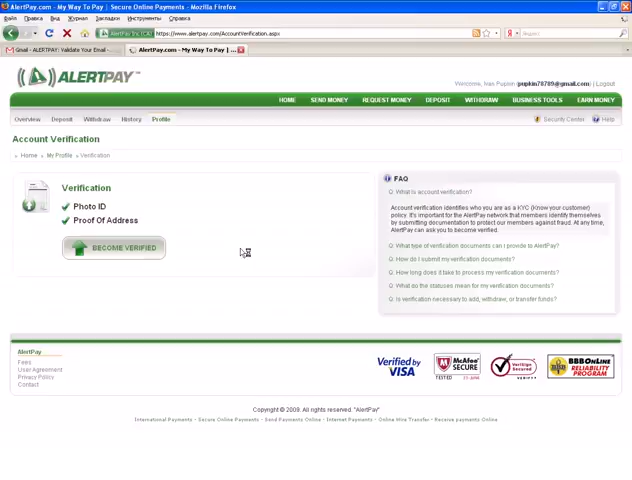 AlertPay.com - My Way To Pay | Secure Online Payments - Mozilla Firefox
Файл Правка Вид Журнал Закладки Инструменты Справка
AlertPay Inc (CA) https://www.alertpay.com/AccountVerification.aspx
Gmail - ALERTPAY: Validate Your Email - ... AlertPay.com - My Way To Pay | ...
ALERTPAY™
Welcome, Ivan Pupkin (pupkin78789@gmail.com) | Logout
HOME SEND MONEY REQUEST MONEY DEPOSIT WITHDRAW BUSINESS TOOLS EARN MONEY
Overview Deposit Withdraw History Profile Security Center Help
Account Verification
Home My Profile Verification
Verification
Photo ID
Proof Of Address
BECOME VERIFIED
FAQ
Q. What is account verification?
Account verification identifies who you are as a KYC (Know your customer)
policy. It's important for the AlertPay network that members identify themselves
by submitting documentation to protect our members against fraud. At any time,
AlertPay can ask you to become verified.
Q. What type of verification documents can I provide to AlertPay?
Q. How do I submit my verification documents?
Q. How long does it take to process my verification documents?
Q. What do the statuses mean for my verification documents?
Q. Is verification necessary to add, withdraw, or transfer funds?
AlertPay
Fees
User Agreement
Privacy Policy
Contact
Verified by
VISA
McAfee
SECURE
TESTED 23-JUN
VeriSign
Secured
VERIFY
BBBOnLine
RELIABILITY
PROGRAM
Copyright © 2009. All rights reserved. "AlertPay"
International Payments - Secure Online Payments - Send Payments Online - Internet Payments - Online Wire Transfer - Receive payments Online